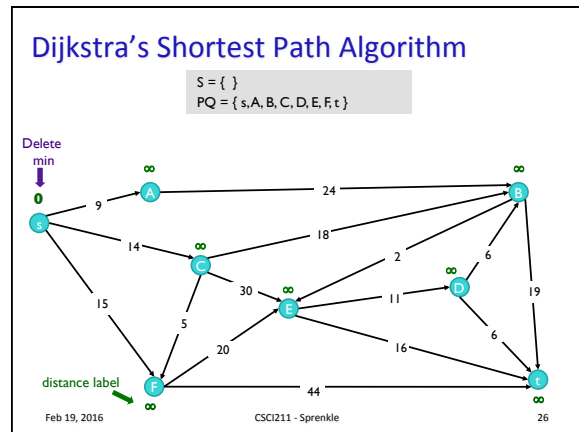 Dijkstra's Shortest Path Algorithm
S = { }
PQ = { s, A, B, C, D, E, F, t }
Delete
min
0
∞
∞
s
A
B
9
24
14
18
15
∞
C
2
6
30
∞
E
∞
D
11
19
5
20
16
6
distance label
F
∞
44
t
∞
Feb 19, 2016
CSCI211 - Sprenkle
26